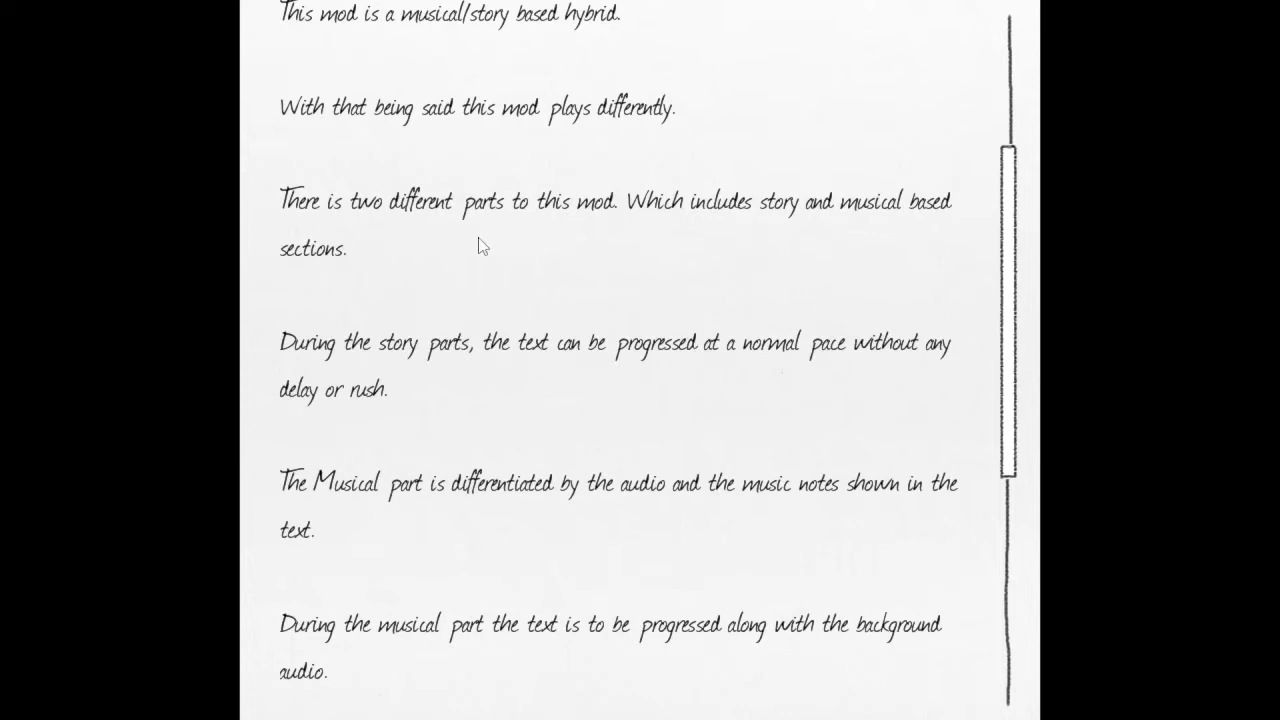 This mod is a musical/story based hybrid.
With that being said this mod plays differently.
There is two different parts to this mod. Which includes story and musical based
sections.
During the story parts, the text can be progressed at a normal pace without any
delay or rush.
The Musical part is differentiated by the audio and the music notes shown in the
text.
During the musical part the text is to be progressed along with the background
audio.